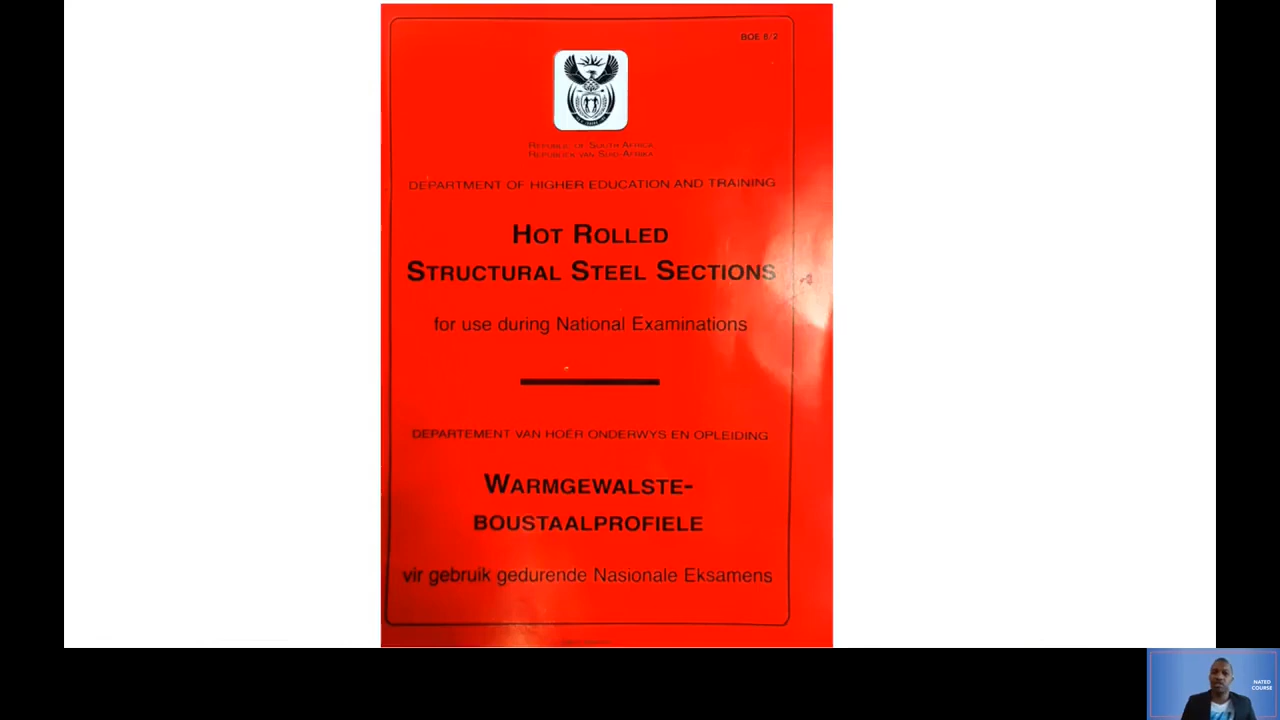 BOE 8/2
REPUBLIC OF SOUTH AFRICA
REPUBLIEK VAN SUID-AFRIKA
DEPARTMENT OF HIGHER EDUCATION AND TRAINING
HOT ROLLED
STRUCTURAL STEEL SECTIONS
for use during National Examinations
DEPARTEMENT VAN HOËR ONDERWYS EN OPLEIDING
WARMGEWALSTE-
BOUSTAALPROFIELE
vir gebruik gedurende Nasionale Eksamens
NATED
COURSE